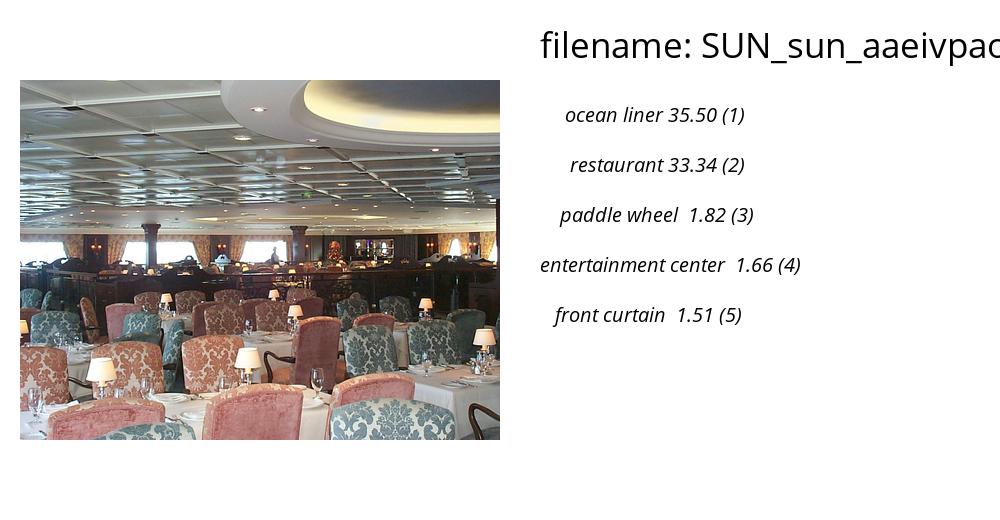 filename: SUN_sun_aaeivpac
ocean liner 35.50 (1)
restaurant 33.34 (2)
paddle wheel 1.82 (3)
entertainment center 1.66 (4)
front curtain 1.51 (5)